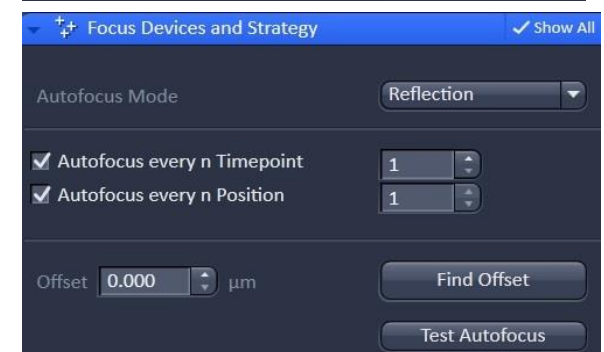 Focus Devices and Strategy ✓ Show All
Autofocus Mode Reflection
Autofocus every n Timepoint 1
Autofocus every n Position 1
Offset 0.000 µm Find Offset
Test Autofocus